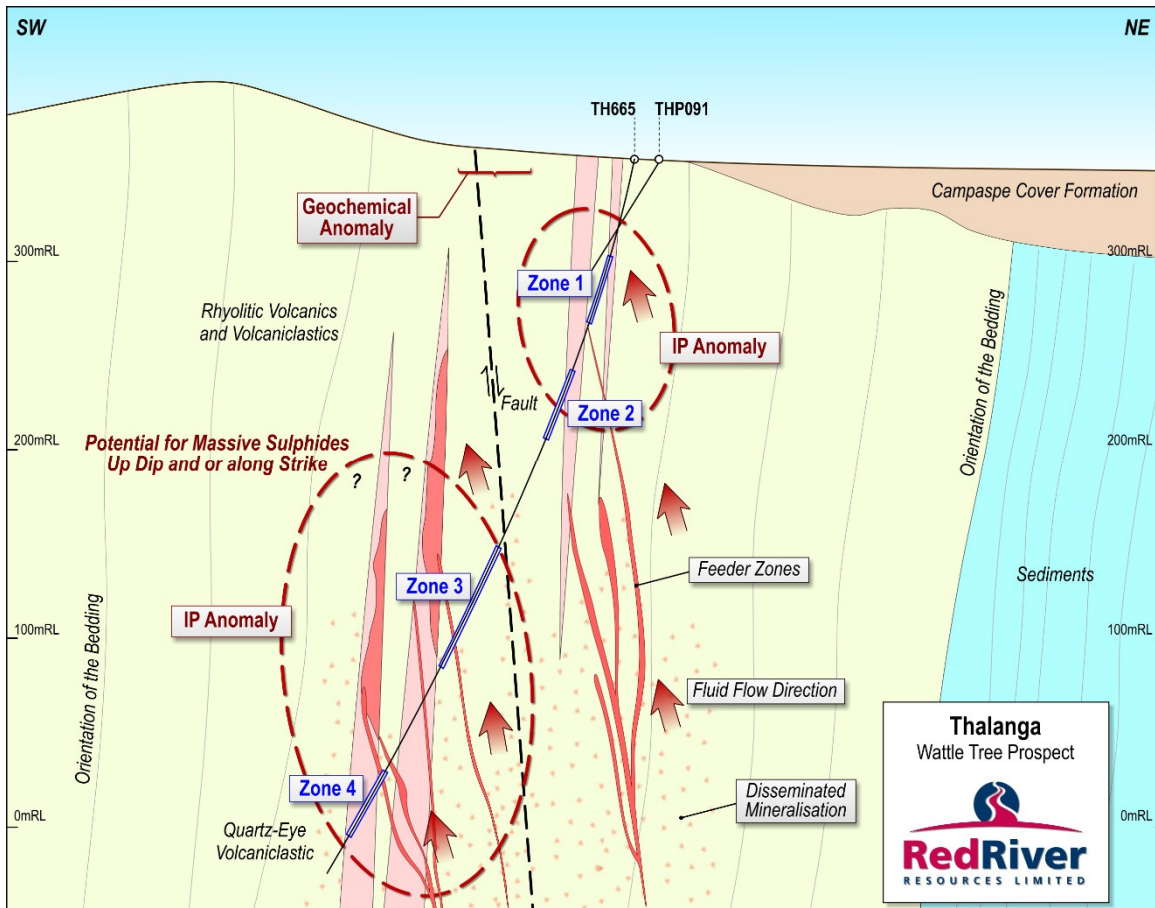 SW
NE
TH665
THP091
Campaspe Cover Formation
Geochemical
Anomaly
300mRL
300mRL
Zone 1
Rhyolitic Volcanics
and Volcaniclastics
IP Anomaly
Orientation of the Bedding
Fault
Zone 2
Potential for Massive Sulphides
Up Dip and or along Strike
200mRL
200mRL
?
?
Feeder Zones
Sediments
Zone 3
IP Anomaly
100mRL
100mRL
Orientation of the Bedding
Fluid Flow Direction
Thalanga
Wattle Tree Prospect
Zone 4
Disseminated
Mineralisation
0mRL
0mRL
Quartz-Eye
Volcaniclastic
RedRiver
RESOURCES LIMITED